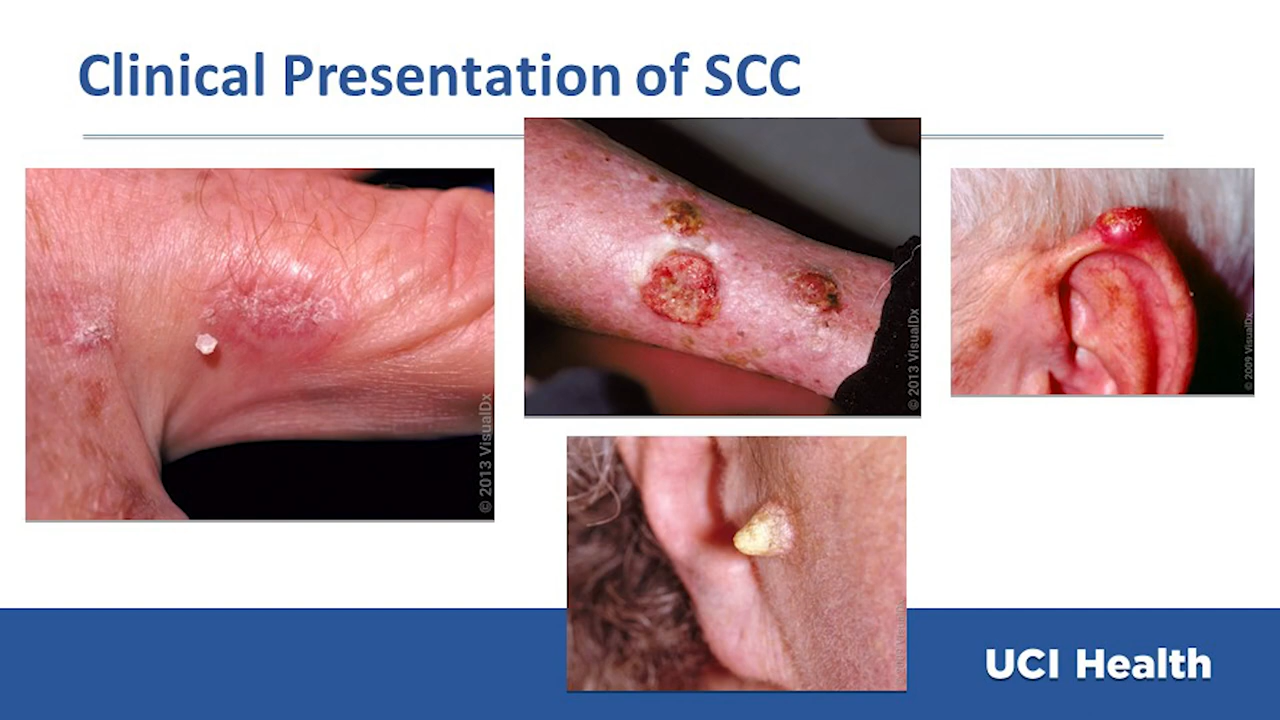 Clinical Presentation of SCC
© 2013 VisualDx
© 2013 VisualDx
© 2009 VisualDx
UCI Health